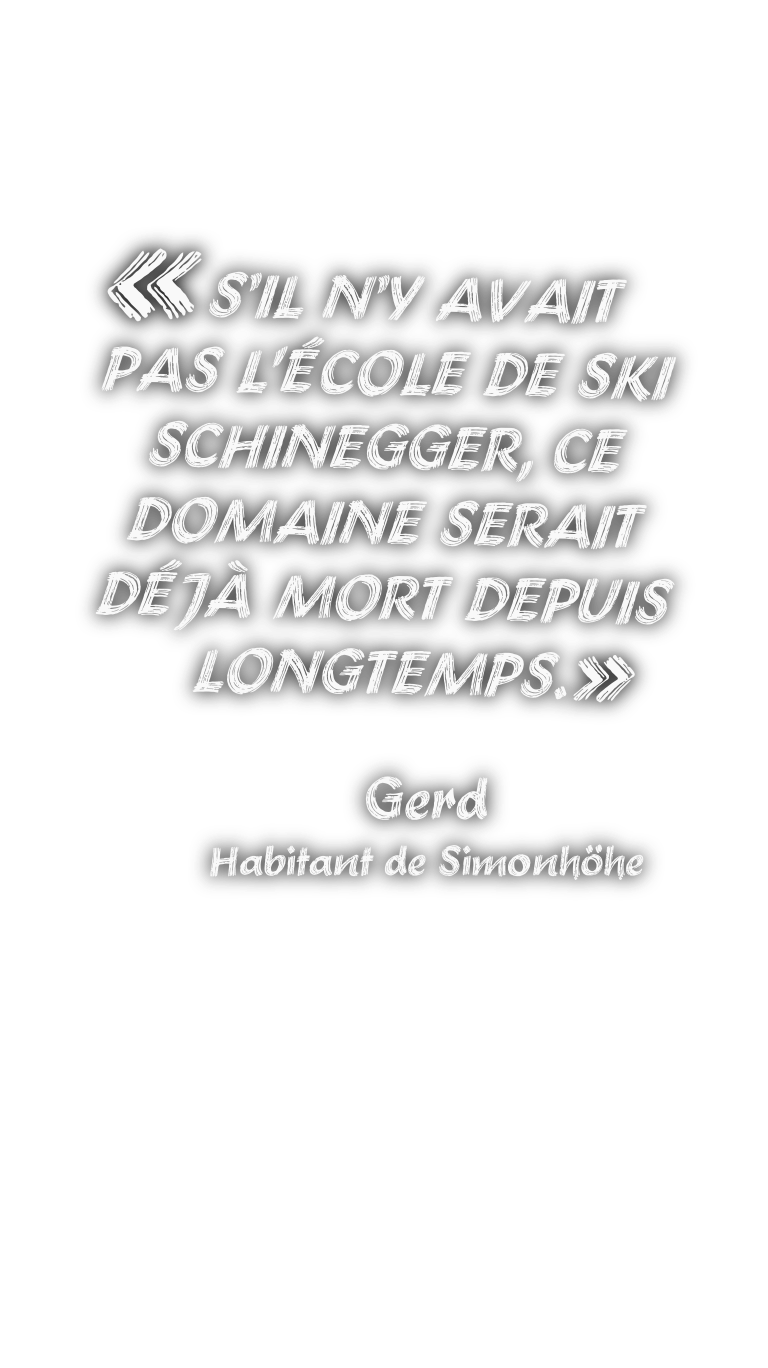 « S'IL N'Y AVAIT
PAS L'ÉCOLE DE SKI
SCHINEGGER, CE
DOMAINE SERAIT
DÉJÀ MORT DEPUIS
LONGTEMPS. »
Gerd
Habitant de Simonhöhe